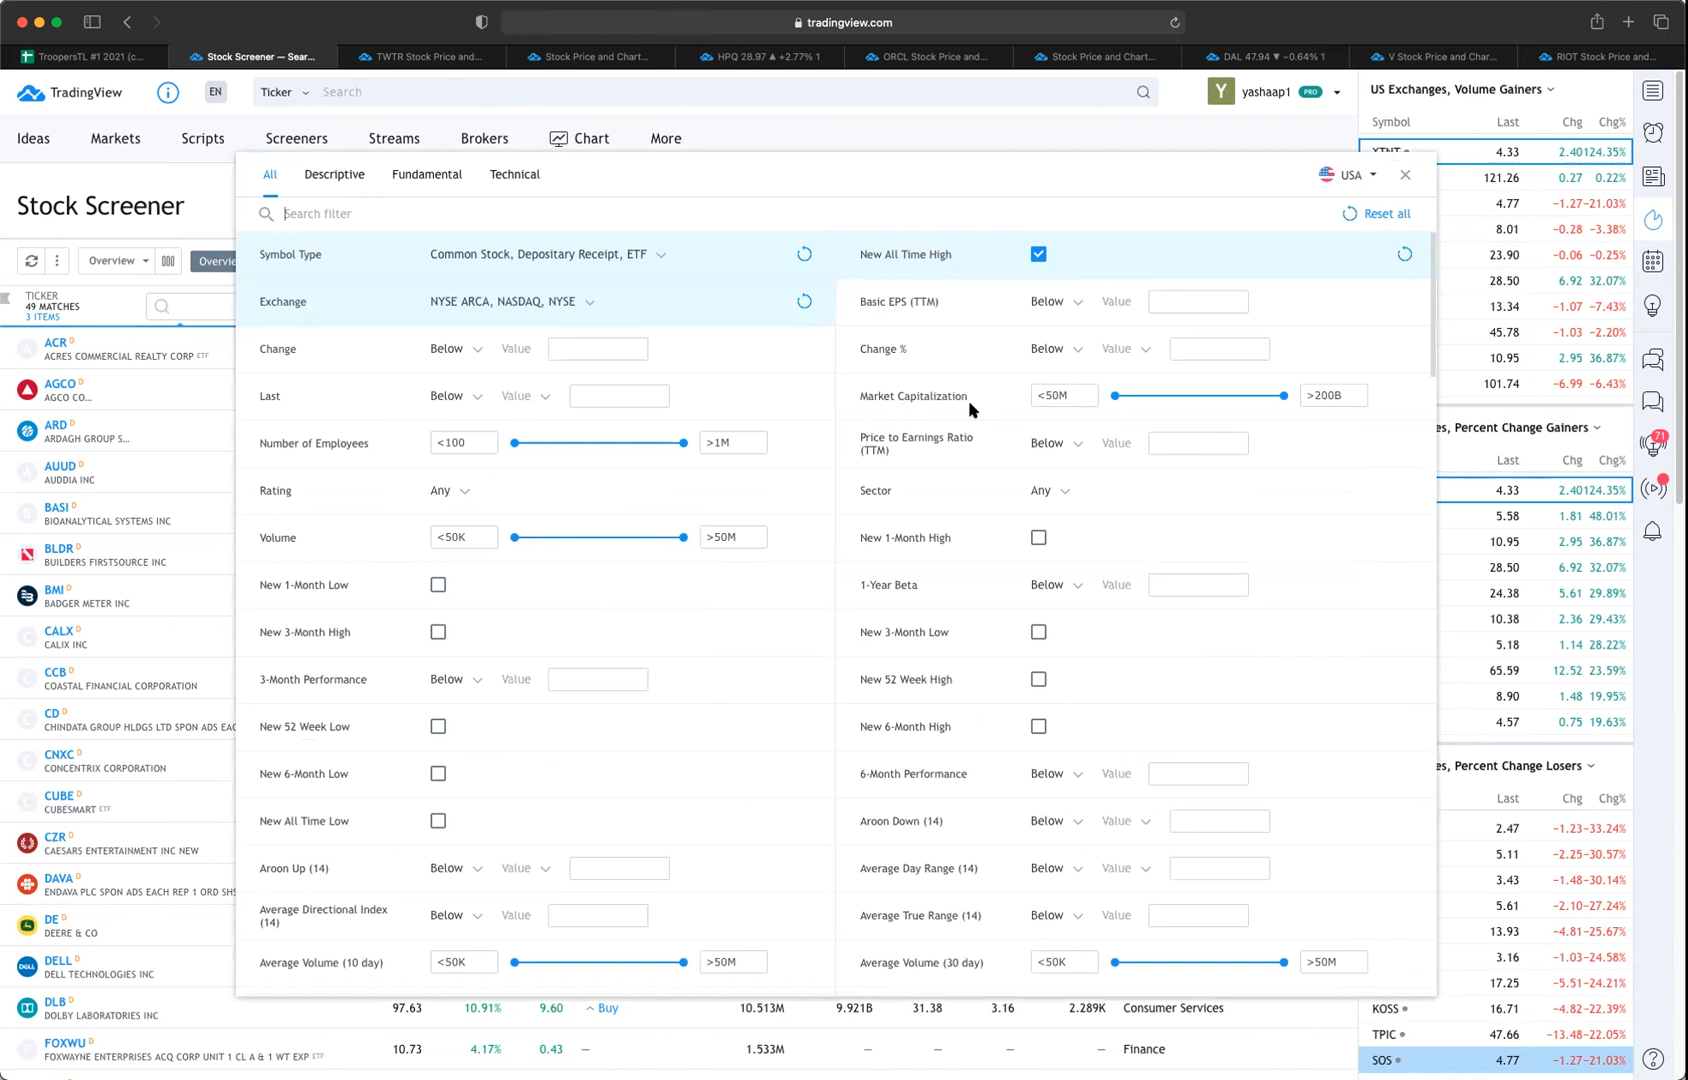 tradingview.com
TroopersTL #1 2021 (c...
Stock Screener — Sear...
TWTR Stock Price and...
Stock Price and Chart...
HPQ 28.97 ▲ +2.77% 1
ORCL Stock Price and...
Stock Price and Chart...
DAL 47.94 ▼ −0.64% 1
V Stock Price and Char...
RIOT Stock Price and...
TradingView
EN
Ticker
Search
Y
yashaap1
PRO
Ideas
Markets
Scripts
Screeners
Streams
Brokers
Chart
More
Stock Screener
Overview
Overvie
TICKER
49 MATCHES
3 ITEMS
ACR D
ACRES COMMERCIAL REALTY CORP ETF
AGCO D
AGCO CO...
ARD D
ARDAGH GROUP S...
AUUD D
AUDDIA INC
BASI D
BIOANALYTICAL SYSTEMS INC
BLDR D
BUILDERS FIRSTSOURCE INC
BMI D
BADGER METER INC
CALX D
CALIX INC
CCB D
COASTAL FINANCIAL CORPORATION
CD D
CHINDATA GROUP HLDGS LTD SPON ADS EAC
CNXC D
CONCENTRIX CORPORATION
CUBE D
CUBESMART ETF
CZR D
CAESARS ENTERTAINMENT INC NEW
DAVA D
ENDAVA PLC SPON ADS EACH REP 1 ORD SHS
DE D
DEERE & CO
DELL D
DELL TECHNOLOGIES INC
DLB D
DOLBY LABORATORIES INC
97.63 10.91% 9.60 Buy 10.513M 9.921B 31.38 3.16 2.289K Consumer Services
FOXWU D
FOXWAYNE ENTERPRISES ACQ CORP UNIT 1 CL A & 1 WT EXP ETF
10.73 4.17% 0.43 — 1.533M — — — — Finance
All
Descriptive
Fundamental
Technical
USA
Search filter
Reset all
Symbol Type Common Stock, Depositary Receipt, ETF
New All Time High
Exchange NYSE ARCA, NASDAQ, NYSE
Basic EPS (TTM) Below Value
Change Below Value
Change % Below Value
Last Below Value
Market Capitalization <50M >200B
Number of Employees <100 >1M
Price to Earnings Ratio
(TTM)
Below Value
Rating Any
Sector Any
Volume <50K >50M
New 1-Month High
New 1-Month Low
1-Year Beta Below Value
New 3-Month High
New 3-Month Low
3-Month Performance Below Value
New 52 Week High
New 52 Week Low
New 6-Month High
New 6-Month Low
6-Month Performance Below Value
New All Time Low
Aroon Down (14) Below Value
Aroon Up (14) Below Value
Average Day Range (14) Below Value
Average Directional Index
(14)
Below Value
Average True Range (14) Below Value
Average Volume (10 day) <50K >50M
Average Volume (30 day) <50K >50M
US Exchanges, Volume Gainers
Symbol Last Chg Chg%
4.33 2.40 124.35%
121.26 0.27 0.22%
4.77 −1.27 −21.03%
8.01 −0.28 −3.38%
23.90 −0.06 −0.25%
28.50 6.92 32.07%
13.34 −1.07 −7.43%
45.78 −1.03 −2.20%
10.95 2.95 36.87%
101.74 −6.99 −6.43%
es, Percent Change Gainers
Last Chg Chg%
4.33 2.40 124.35%
5.58 1.81 48.01%
10.95 2.95 36.87%
28.50 6.92 32.07%
24.38 5.61 29.89%
10.38 2.36 29.43%
5.18 1.14 28.22%
65.59 12.52 23.59%
8.90 1.48 19.95%
4.57 0.75 19.63%
es, Percent Change Losers
Last Chg Chg%
2.47 −1.23 −33.24%
5.11 −2.25 −30.57%
3.43 −1.48 −30.14%
5.61 −2.10 −27.24%
13.93 −4.81 −25.67%
3.16 −1.03 −24.58%
17.25 −5.51 −24.21%
KOSS 16.71 −4.82 −22.39%
TPIC 47.66 −13.48 −22.05%
SOS 4.77 −1.27 −21.03%
71